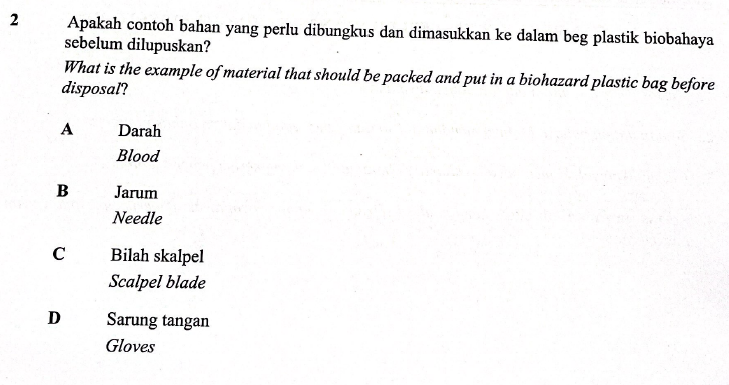 2 Apakah contoh bahan yang perlu dibungkus dan dimasukkan ke dalam beg plastik biobahaya
sebelum dilupuskan?
What is the example of material that should be packed and put in a biohazard plastic bag before
disposal?
A Darah
Blood
B Jarum
Needle
C Bilah skalpel
Scalpel blade
D Sarung tangan
Gloves